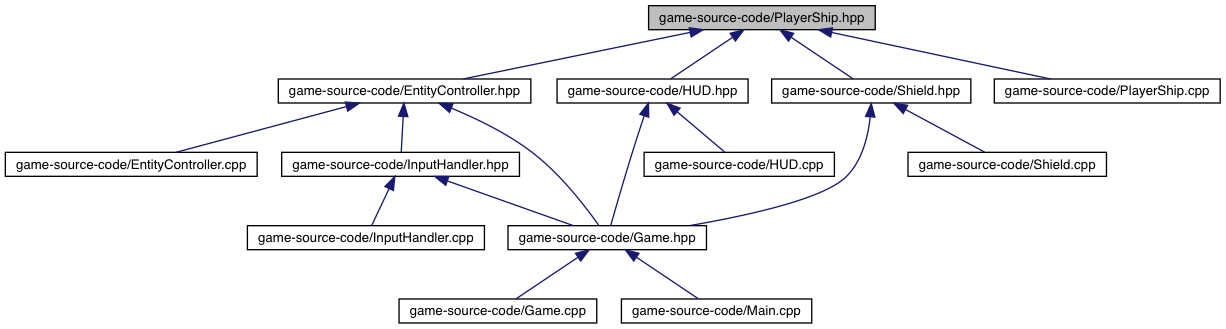 game-source-code/PlayerShip.hpp
game-source-code/EntityController.hpp
game-source-code/HUD.hpp
game-source-code/Shield.hpp
game-source-code/PlayerShip.cpp
game-source-code/EntityController.cpp
game-source-code/InputHandler.hpp
game-source-code/HUD.cpp
game-source-code/Shield.cpp
game-source-code/InputHandler.cpp
game-source-code/Game.hpp
game-source-code/Game.cpp
game-source-code/Main.cpp